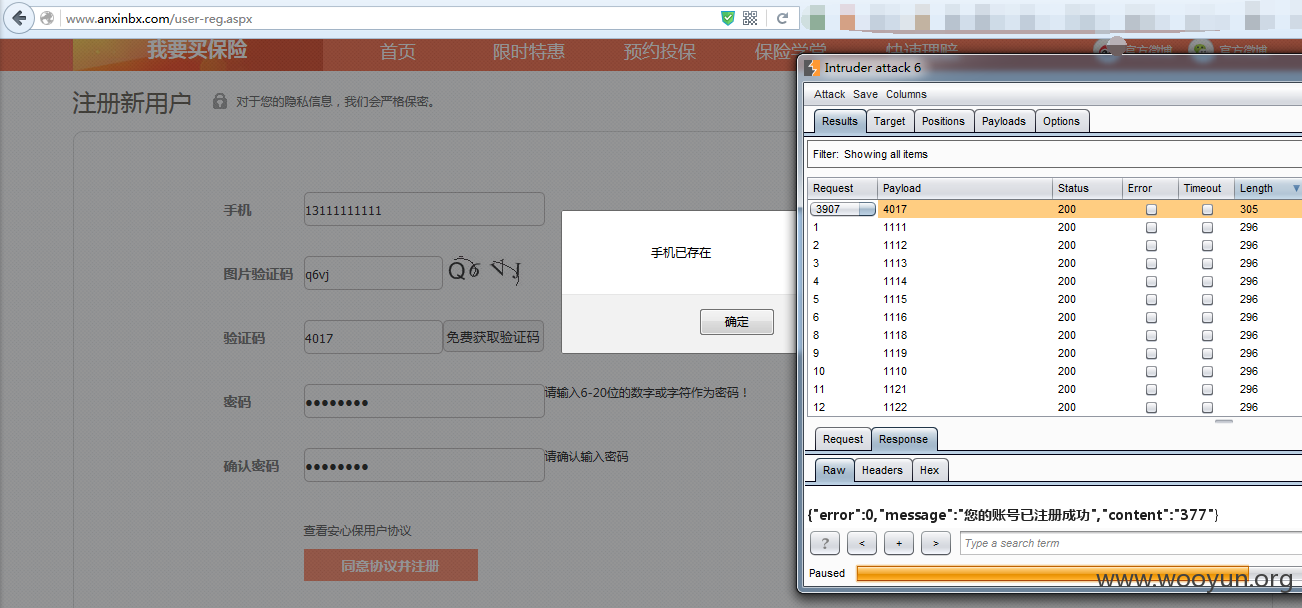 www.anxinbx.com/user-reg.aspx
我要买保险 首页 限时特惠 预约投保 保险学堂 快速理赔 官方微博 官方微博
注册新用户 对于您的隐私信息，我们会严格保密。
手机 13111111111
图片验证码 q6vj Q6VJ
验证码 4017 免费获取验证码
密码 ●●●●●●●● 请输入6-20位的数字或字符作为密码！
确认密码 ●●●●●●●● 请确认输入密码
查看安心保用户协议
同意协议并注册
手机已存在
确定
Intruder attack 6
Attack Save Columns
Results Target Positions Payloads Options
Filter: Showing all items
Request Payload Status Error Timeout Length
3907 4017 200 305
1 1111 200 296
2 1112 200 296
3 1113 200 296
4 1114 200 296
5 1115 200 296
6 1116 200 296
8 1118 200 296
9 1119 200 296
10 1110 200 296
11 1121 200 296
12 1122 200 296
Request Response
Raw Headers Hex
{"error":0,"message":"您的账号已注册成功","content":"377"}
? < + > Type a search term
Paused
www.wooyun.org